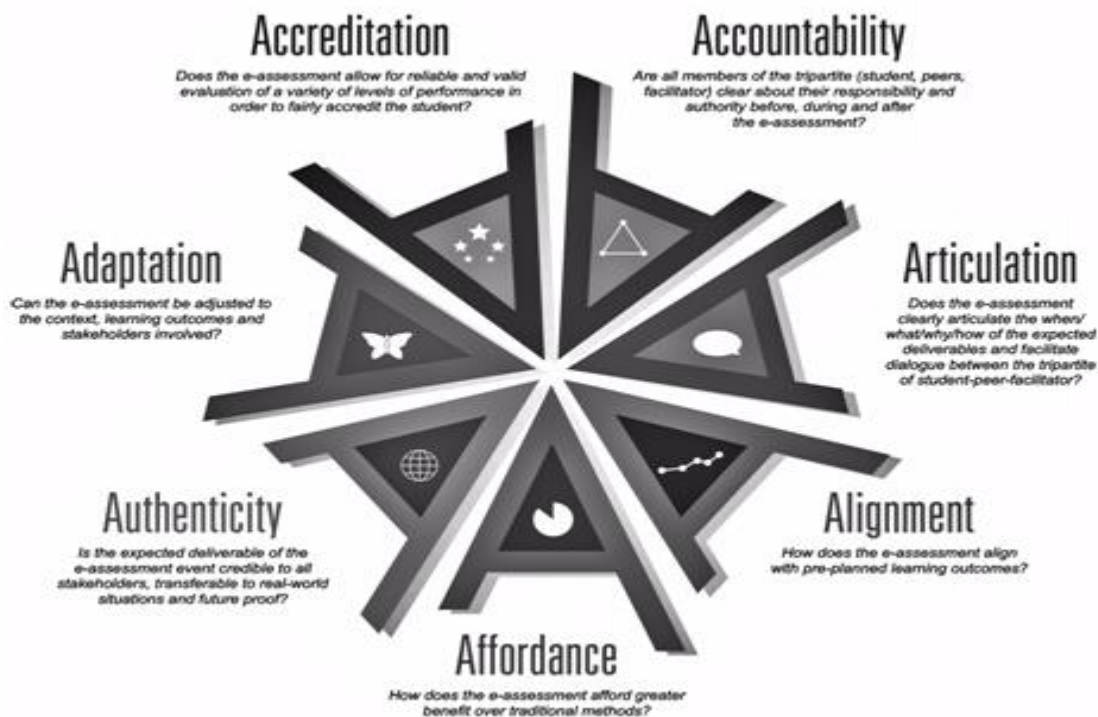 Accreditation
Does the e-assessment allow for reliable and valid
evaluation of a variety of levels of performance in
order to fairly accredit the student?
Accountability
Are all members of the tripartite (student, peers,
facilitator) clear about their responsibility and
authority before, during and after
the e-assessment?
Adaptation
Can the e-assessment be adjusted to
the context, learning outcomes and
stakeholders involved?
Articulation
Does the e-assessment
clearly articulate the when/
what/why/how of the expected
deliverables and facilitate
dialogue between the tripartite
of student-peer-facilitator?
Authenticity
Is the expected deliverable of the
e-assessment event credible to all
stakeholders, transferable to real-world
situations and future proof?
Alignment
How does the e-assessment align
with pre-planned learning outcomes?
Affordance
How does the e-assessment afford greater
benefit over traditional methods?